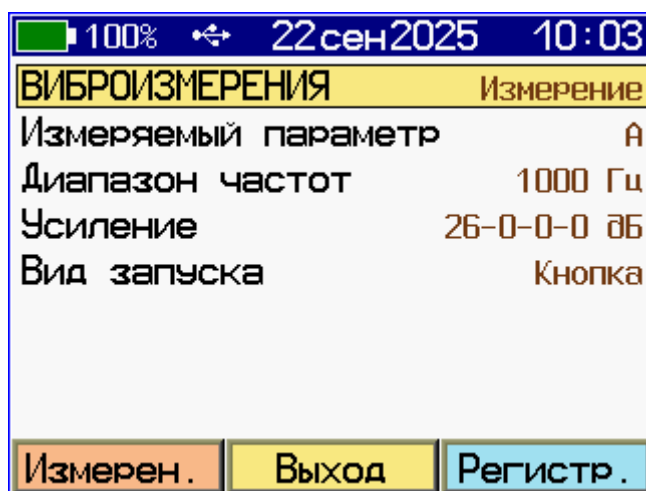 100% 22сен2025 10:03
ВИБРОИЗМЕРЕНИЯ Измерение
Измеряемый параметр А
Диапазон частот 1000 Гц
Усиление 26-0-0-0 дБ
Вид запуска Кнопка
Измерен. Выход Регистр.